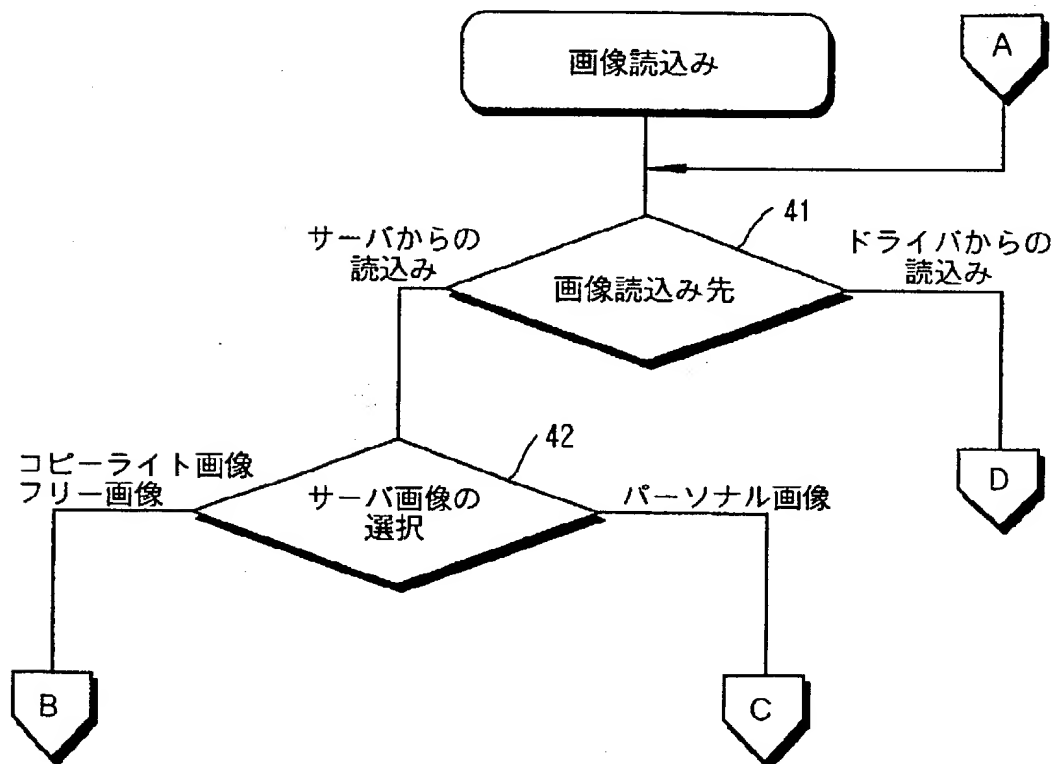 画像読込み
A
41
サーバからの
読込み
ドライバからの
読込み
画像読込み先
42
コピーライト画像
フリー画像
サーバ画像の
選択
パーソナル画像
D
B
C